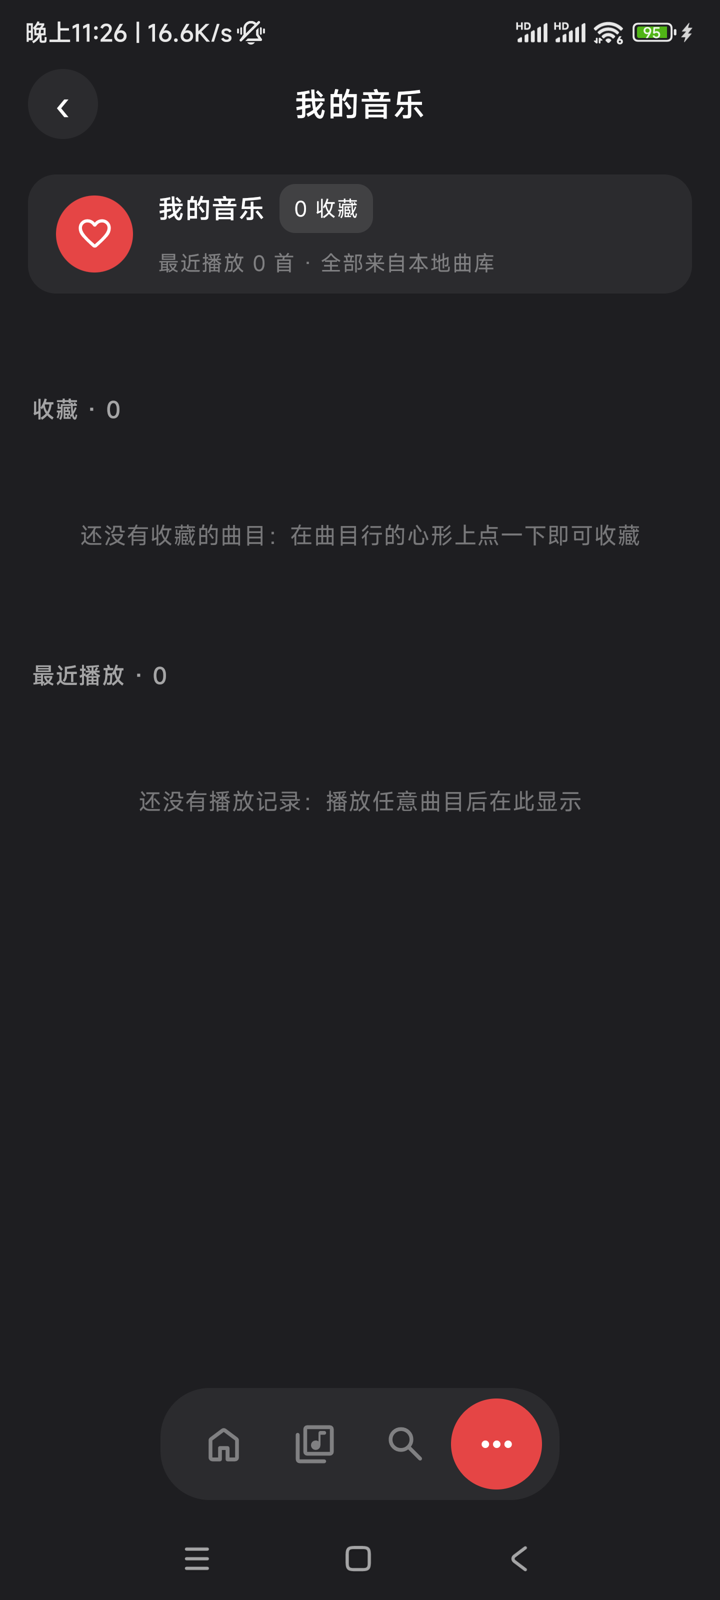 晚上11:26 | 16.6K/s
HD HD 6 95
我的音乐
我的音乐 0 收藏
最近播放 0 首 · 全部来自本地曲库
收藏 · 0
还没有收藏的曲目：在曲目行的心形上点一下即可收藏
最近播放 · 0
还没有播放记录：播放任意曲目后在此显示